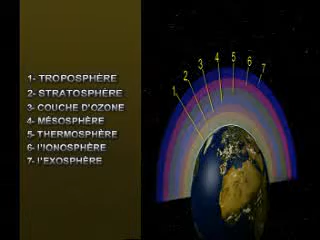 1- TROPOSPHÈRE
2- STRATOSPHÈRE
3- COUCHE D'OZONE
4- MÉSOSPHÈRE
5- THERMOSPHÈRE
6- l'IONOSPHÈRE
7- l'EXOSPHÈRE
1 2 3 4 5 6 7